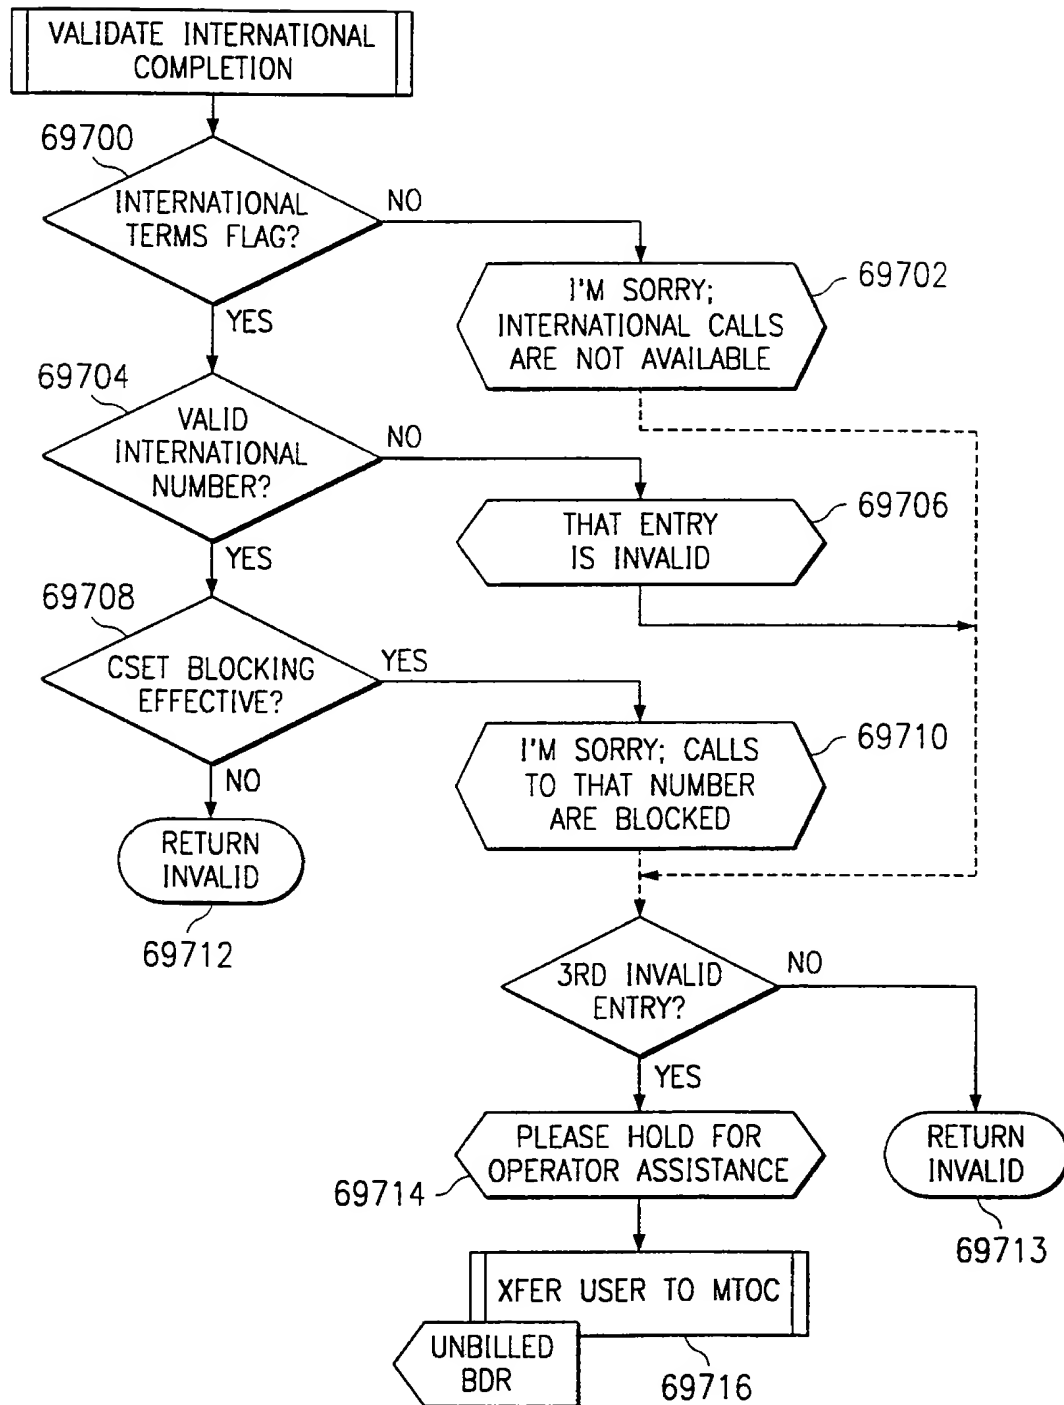 VALIDATE INTERNATIONAL
COMPLETION
69700
INTERNATIONAL
TERMS FLAG?
NO
YES
I'M SORRY;
INTERNATIONAL CALLS
ARE NOT AVAILABLE
69702
69704
VALID
INTERNATIONAL
NUMBER?
NO
YES
THAT ENTRY
IS INVALID
69706
69708
CSET BLOCKING
EFFECTIVE?
YES
NO
I'M SORRY; CALLS
TO THAT NUMBER
ARE BLOCKED
69710
RETURN
INVALID
69712
3RD INVALID
ENTRY?
NO
YES
PLEASE HOLD FOR
OPERATOR ASSISTANCE
69714
RETURN
INVALID
69713
XFER USER TO MTOC
UNBILLED
BDR
69716